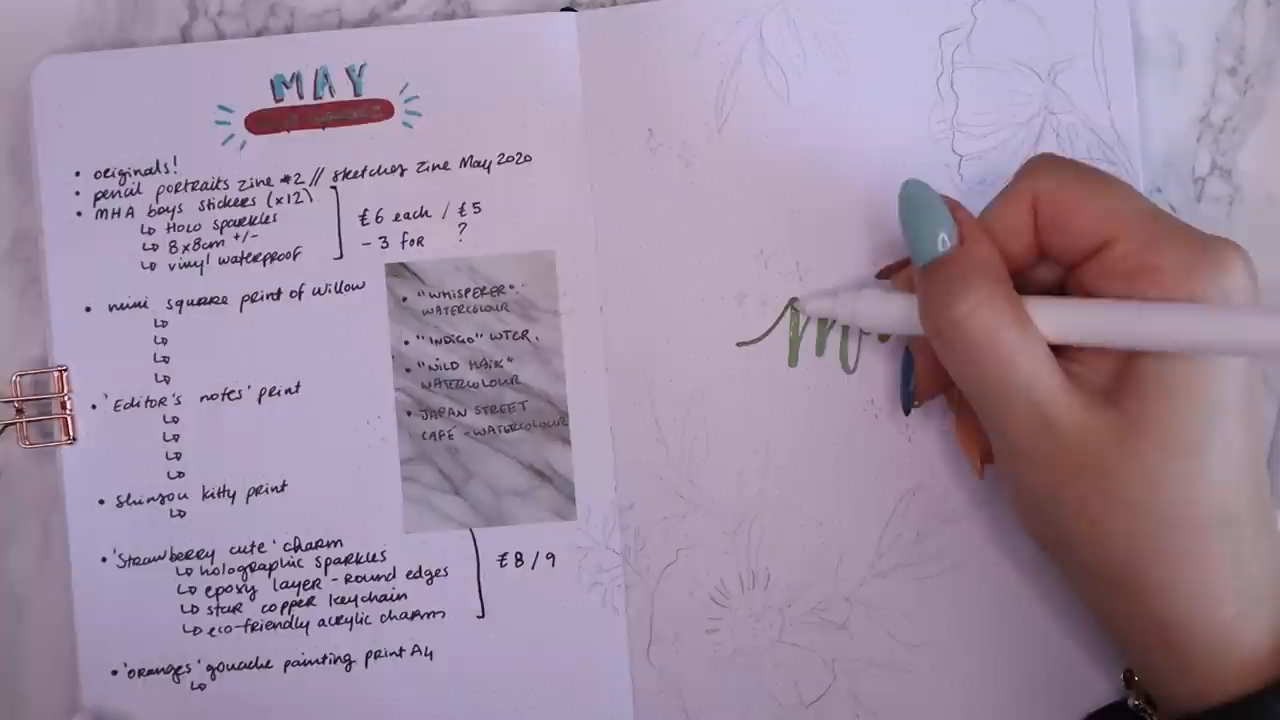 MAY
• originals!
• pencil portraits zine #2 // sketches zine May 2020
• MHA boys stickers (x12)
↳ Holo sparkles
↳ 8x8cm +/-
↳ vinyl waterproof
£6 each / £5
- 3 for ?
• mini square print of Willow
↳
↳
↳
↳
• 'Editor's notes' print
↳
↳
↳
↳
• Shinsou kitty print
↳
• 'Strawberry cute' charm
↳ holographic sparkles
↳ epoxy layer - round edges
↳ star copper keychain
↳ eco-friendly acrylic charm
£8/9
• 'oranges' gouache painting print A4
↳
• "WHISPERER" -
WATERCOLOUR
• "INDIGO" WTCR.
• "WILD HAIR"
WATERCOLOUR
• JAPAN STREET
CAFÉ - WATERCOLOUR
m